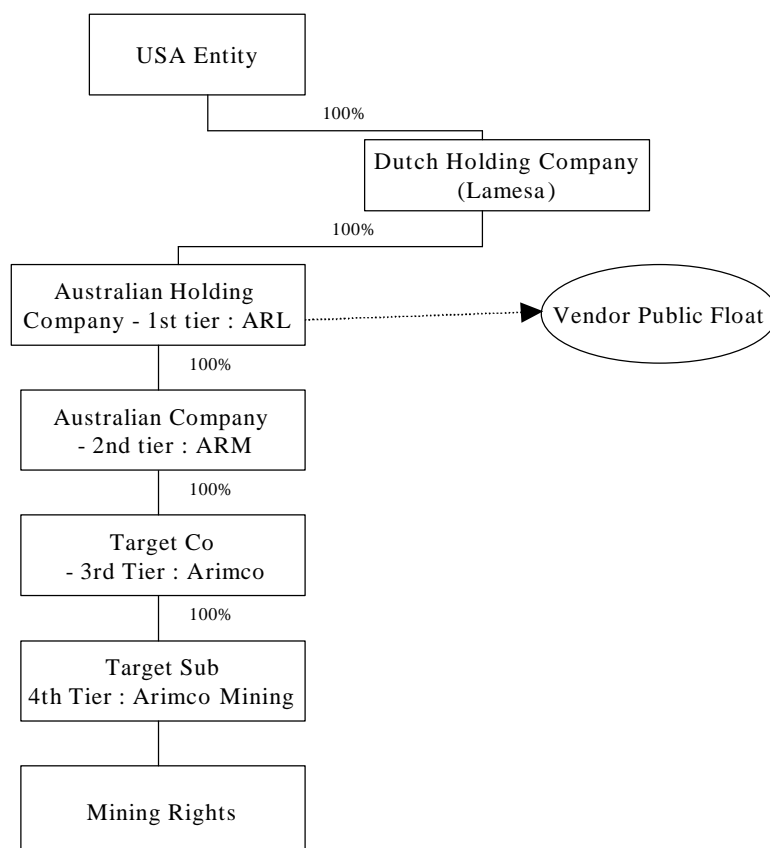 USA Entity
100%
Dutch Holding Company
(Lamesa)
100%
Australian Holding
Company - 1st tier : ARL
Vendor Public Float
100%
Australian Company
- 2nd tier : ARM
100%
Target Co
- 3rd Tier : Arimco
100%
Target Sub
4th Tier : Arimco Mining
Mining Rights